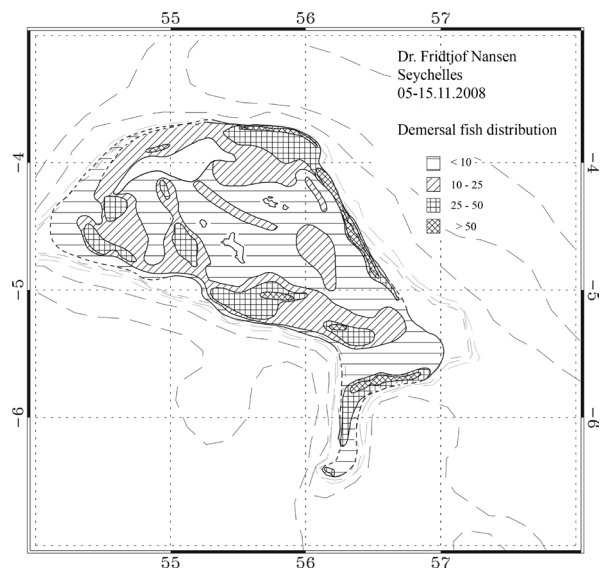 55 56 57
Dr. Fridtjof Nansen
Seychelles
05-15.11.2008
Demersal fish distribution
< 10
10 - 25
25 - 50
> 50
-4 -4
-5 -5
-6 -6
55 56 57